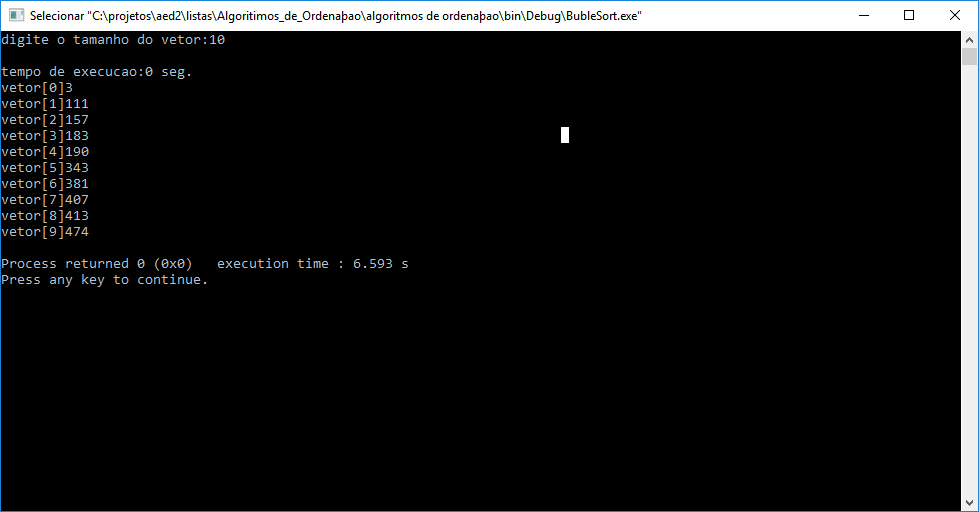 Selecionar "C:\projetos\aed2\listas\Algoritimos_de_Ordenaþao\algoritmos de ordenaþao\bin\Debug\BubleSort.exe"
digite o tamanho do vetor:10
tempo de execucao:0 seg.
vetor[0]3
vetor[1]111
vetor[2]157
vetor[3]183
vetor[4]190
vetor[5]343
vetor[6]381
vetor[7]407
vetor[8]413
vetor[9]474
Process returned 0 (0x0)   execution time : 6.593 s
Press any key to continue.